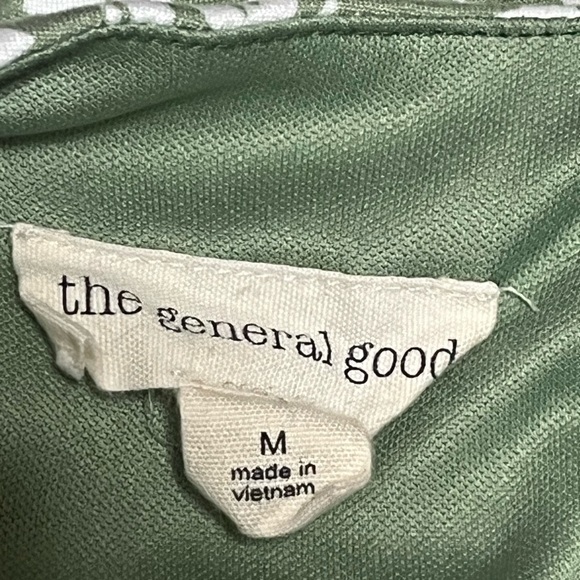 the general good
M
made in
vietnam